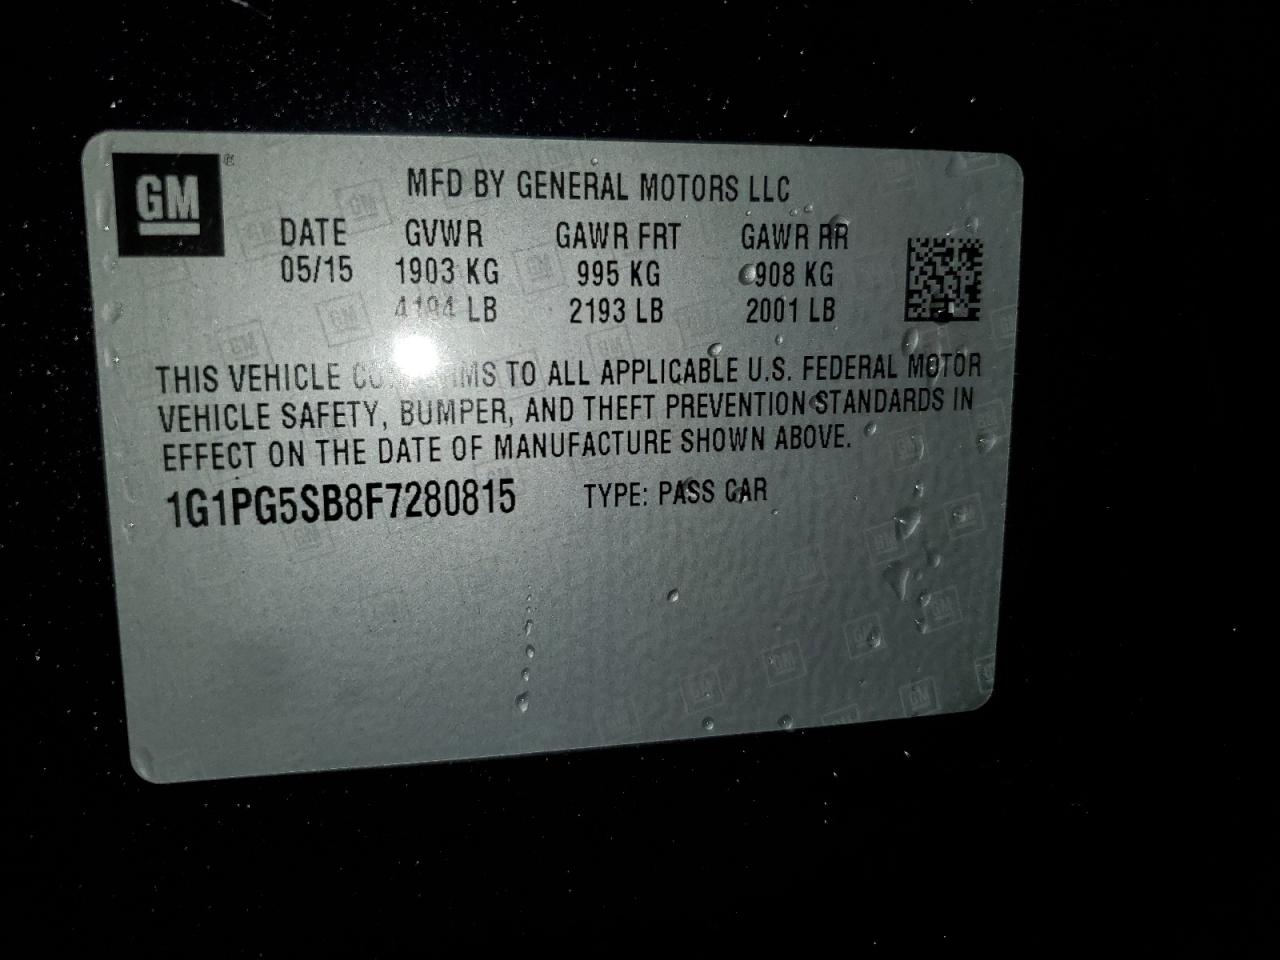 GM ®
MFD BY GENERAL MOTORS LLC
DATE GVWR GAWR FRT GAWR RR
05/15 1903 KG 995 KG 908 KG
4194 LB 2193 LB 2001 LB
THIS VEHICLE CONFORMS TO ALL APPLICABLE U.S. FEDERAL MOTOR
VEHICLE SAFETY, BUMPER, AND THEFT PREVENTION STANDARDS IN
EFFECT ON THE DATE OF MANUFACTURE SHOWN ABOVE.
1G1PG5SB8F7280815 TYPE: PASS CAR